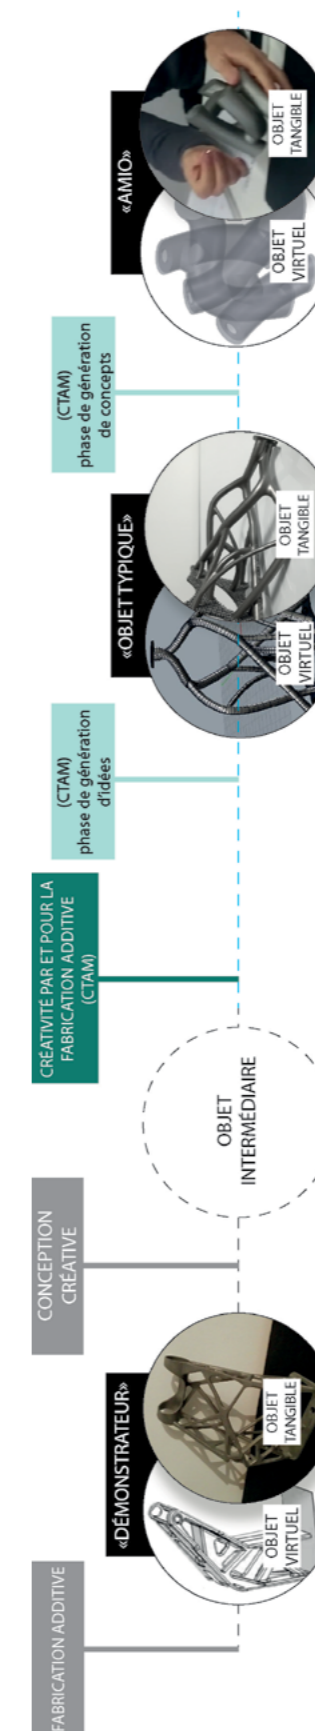 FABRICATION ADDITIVE
«DÉMONSTRATEUR»
OBJET
VIRTUEL
OBJET
TANGIBLE
CONCEPTION
CRÉATIVE
OBJET
INTERMÉDIAIRE
CRÉATIVITÉ PAR ET POUR LA
FABRICATION ADDITIVE
(CTAM)
(CTAM)
phase de génération
d'idées
«OBJET TYPIQUE»
OBJET
VIRTUEL
OBJET
TANGIBLE
(CTAM)
phase de génération
de concepts
«AMIO»
OBJET
VIRTUEL
OBJET
TANGIBLE